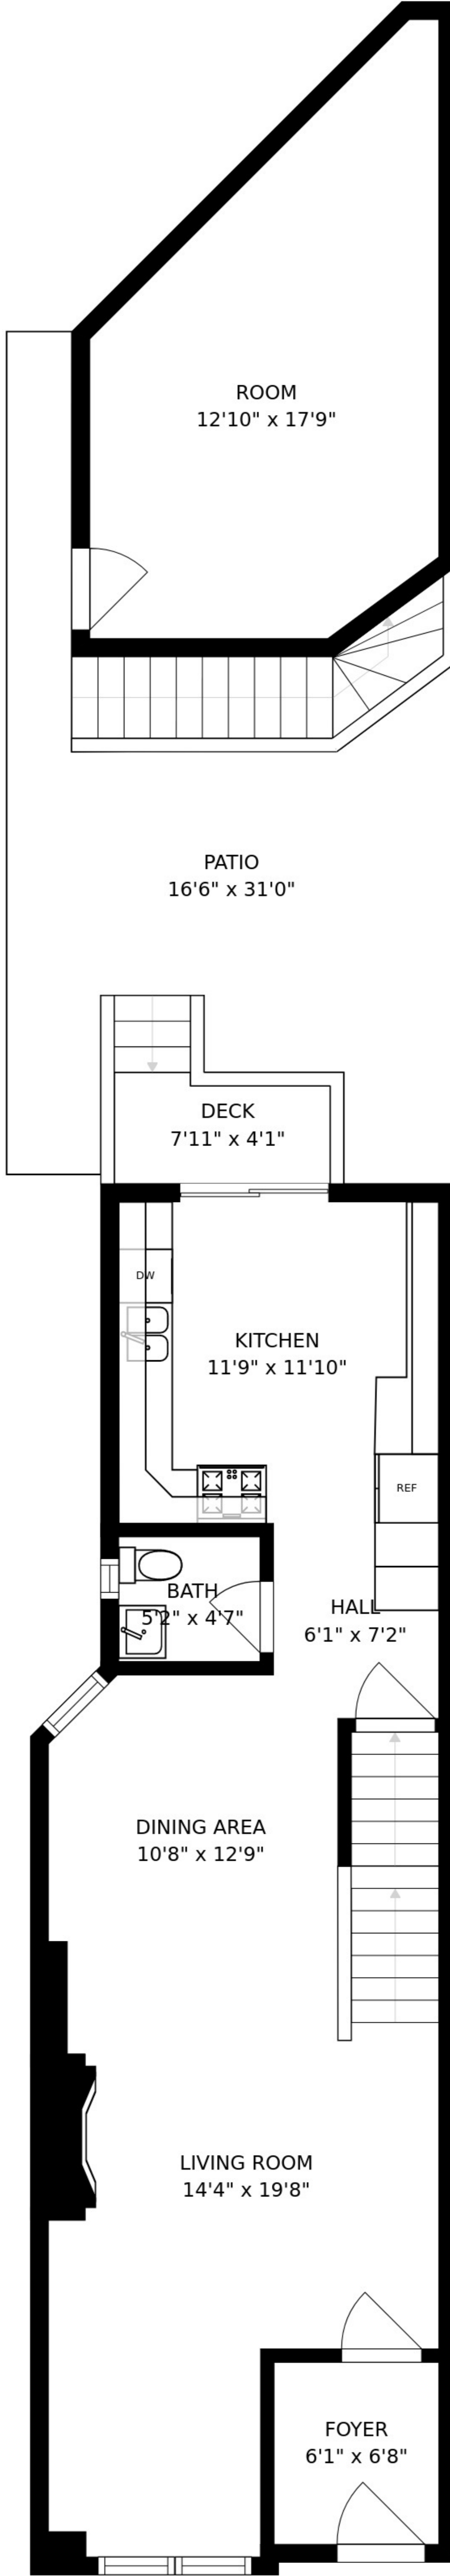 ROOM
12'10" x 17'9"
PATIO
16'6" x 31'0"
DECK
7'11" x 4'1"
DW
KITCHEN
11'9" x 11'10"
REF
BATH
5'2" x 4'7"
HALL
6'1" x 7'2"
DINING AREA
10'8" x 12'9"
LIVING ROOM
14'4" x 19'8"
FOYER
6'1" x 6'8"